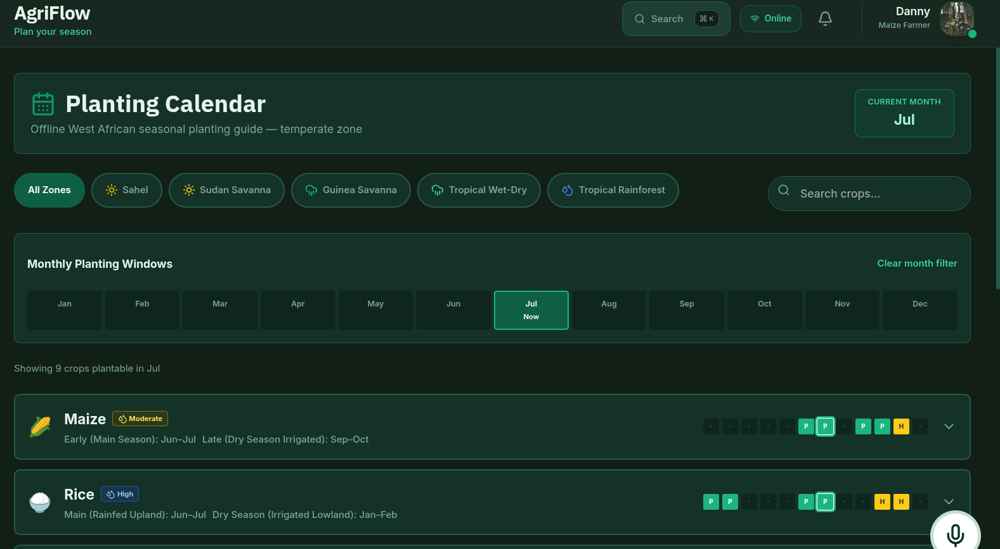 AgriFlow
Plan your season
Search ⌘ K
Online
Danny
Maize Farmer
Planting Calendar
Offline West African seasonal planting guide — temperate zone
CURRENT MONTH
Jul
All Zones
Sahel
Sudan Savanna
Guinea Savanna
Tropical Wet-Dry
Tropical Rainforest
Search crops...
Monthly Planting Windows
Clear month filter
Jan Feb Mar Apr May Jun Jul Aug Sep Oct Nov Dec
Now
Showing 9 crops plantable in Jul
Maize Moderate
Early (Main Season): Jun–Jul Late (Dry Season Irrigated): Sep–Oct
· · · · · P P · P P H ·
Rice High
Main (Rainfed Upland): Jun–Jul Dry Season (Irrigated Lowland): Jan–Feb
P P · · · P P · · H H ·